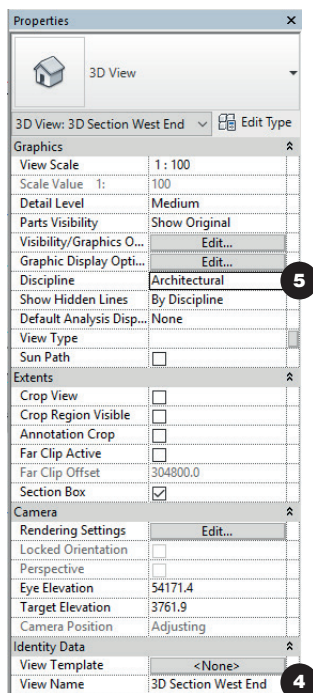 Properties ×
3D View
3D View: 3D Section West End Edit Type
Graphics
View Scale 1 : 100
Scale Value 1: 100
Detail Level Medium
Parts Visibility Show Original
Visibility/Graphics O... Edit...
Graphic Display Opti... Edit...
Discipline Architectural 5
Show Hidden Lines By Discipline
Default Analysis Disp... None
View Type
Sun Path
Extents
Crop View
Crop Region Visible
Annotation Crop
Far Clip Active
Far Clip Offset 304800.0
Section Box
Camera
Rendering Settings Edit...
Locked Orientation
Perspective
Eye Elevation 54171.4
Target Elevation 3761.9
Camera Position Adjusting
Identity Data
View Template <None>
View Name 3D Section West End 4